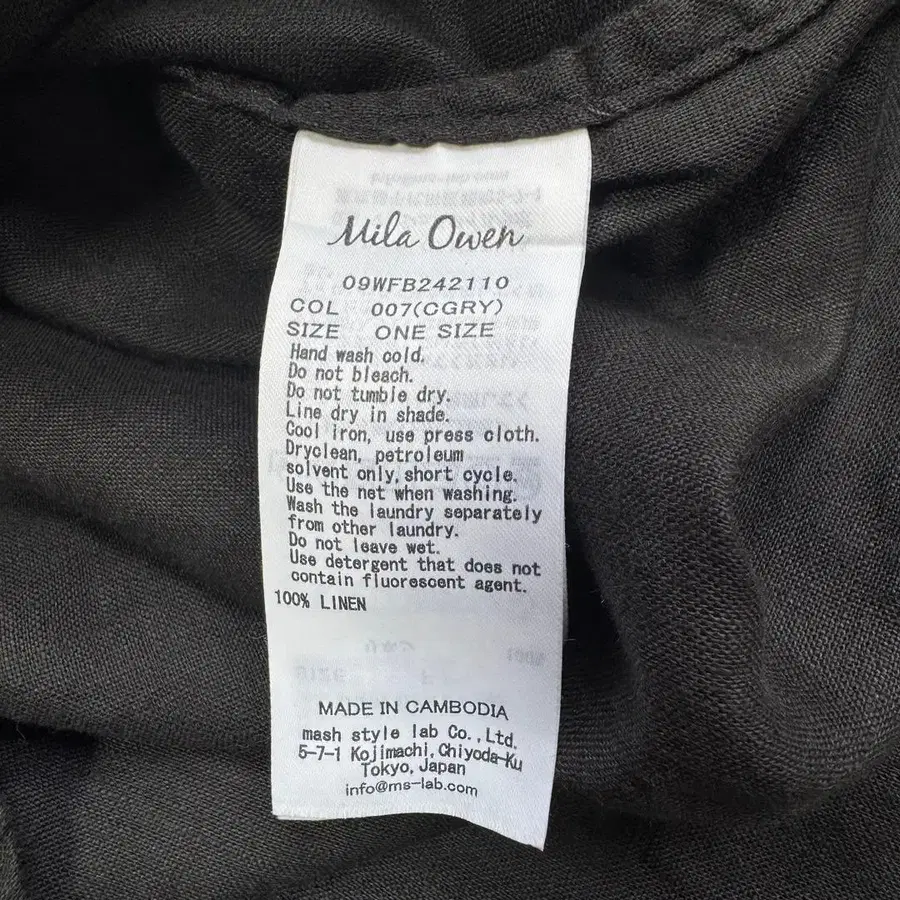 Mila Owen
09WFB242110
COL 007(CGRY)
SIZE ONE SIZE
Hand wash cold.
Do not bleach.
Do not tumble dry.
Line dry in shade.
Cool iron, use press cloth.
Dryclean, petroleum
solvent only, short cycle.
Use the net when washing.
Wash the laundry separately
from other laundry.
Do not leave wet.
Use detergent that does not
contain fluorescent agent.
100% LINEN
MADE IN CAMBODIA
mash style lab Co.,Ltd.
5-7-1 Kojimachi,Chiyoda-Ku
Tokyo,Japan
info@ms-lab.com